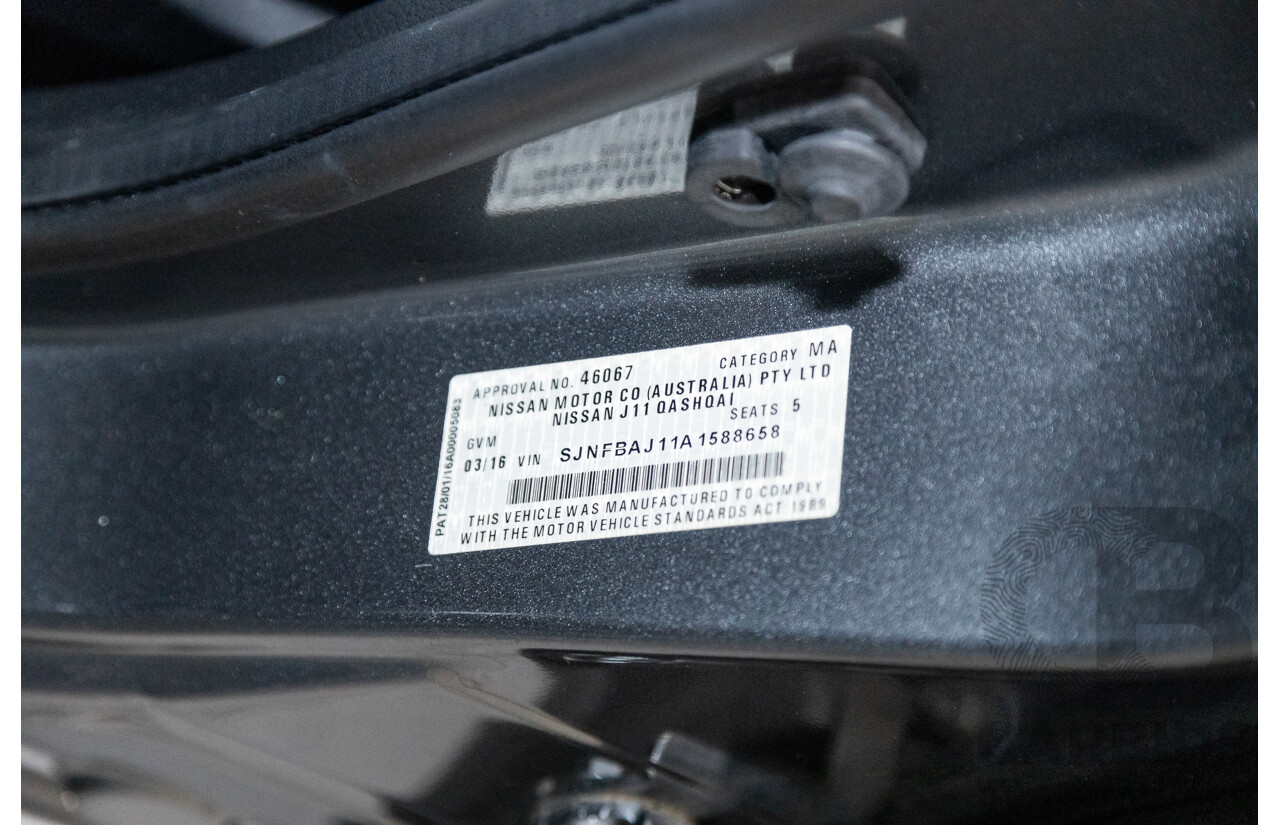 APPROVAL NO. 46067 CATEGORY MA
NISSAN MOTOR CO (AUSTRALIA) PTY LTD
NISSAN J11 QASHQAI
GVM SEATS 5
03/16 VIN SJNFBAJ11A1588658
THIS VEHICLE WAS MANUFACTURED TO COMPLY
WITH THE MOTOR VEHICLE STANDARDS ACT 1989
PAT28/01/16A00005083